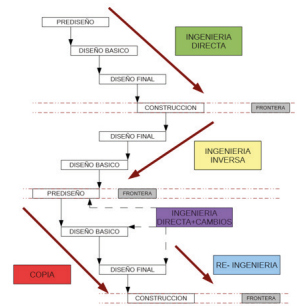 PREDISEÑO
INGENIERIA
DIRECTA
DISEÑO BASICO
DISEÑO FINAL
CONSTRUCCION
FRONTERA
DISEÑO FINAL
INGENIERIA
INVERSA
DISEÑO BASICO
PREDISEÑO
FRONTERA
INGENIERIA
DIRECTA+CAMBIOS
DISEÑO BASICO
COPIA
DISEÑO FINAL
RE- INGENIERIA
CONSTRUCCION
FRONTERA